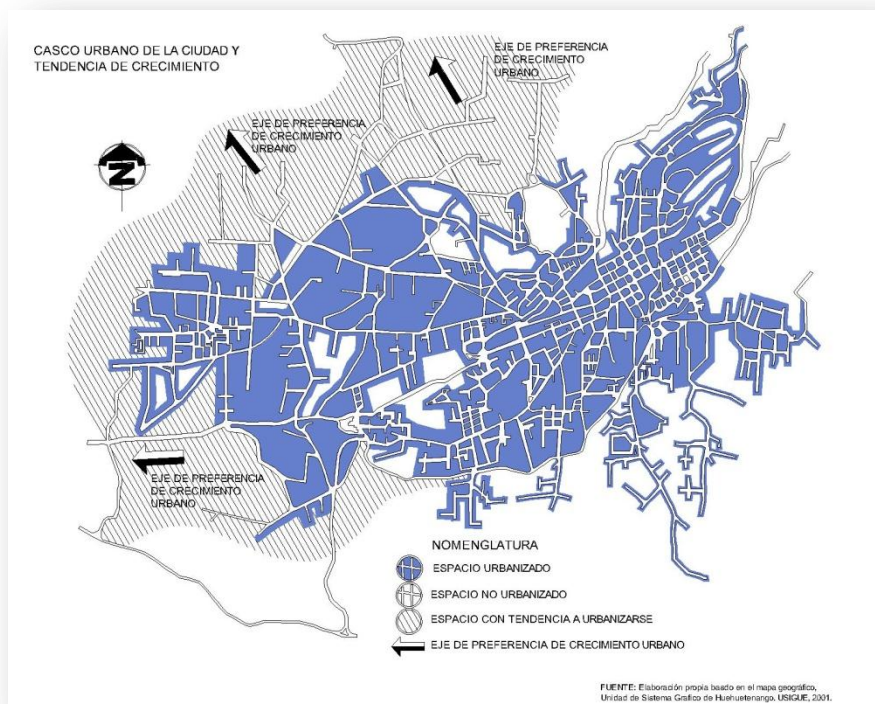 CASCO URBANO DE LA CIUDAD Y
TENDENCIA DE CRECIMIENTO
EJE DE PREFERENCIA
DE CRECIMIENTO
URBANO
EJE DE PREFERENCIA
DE CRECIMIENTO
URBANO
N
EJE DE PREFERENCIA
DE CRECIMIENTO
URBANO
NOMENGLATURA
ESPACIO URBANIZADO
ESPACIO NO URBANIZADO
ESPACIO CON TENDENCIA A URBANIZARSE
EJE DE PREFERENCIA DE CRECIMIENTO URBANO
FUENTE: Elaboración propia basdo en el mapa geográfico,
Unidad de Sistema Grafico de Huehuetenango. USIGUE, 2001.